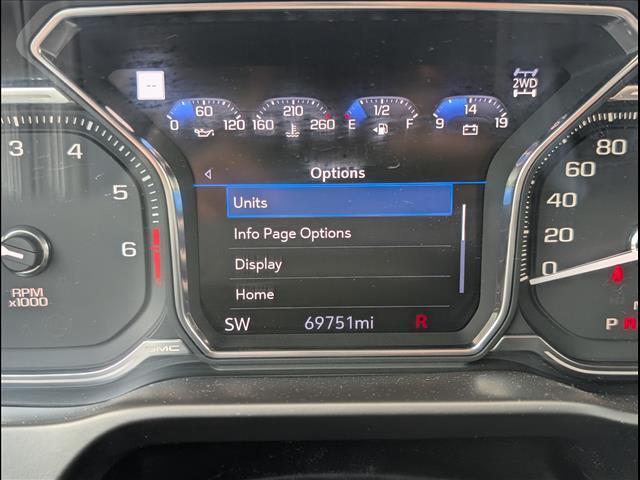 --
2WD
60 210 1/2 14
0 120 160 260 E F 9 19
Options
Units
Info Page Options
Display
Home
SW 69751mi R
3 4 5 6
RPM
x1000
GMC
80
60
40
20
0
P R